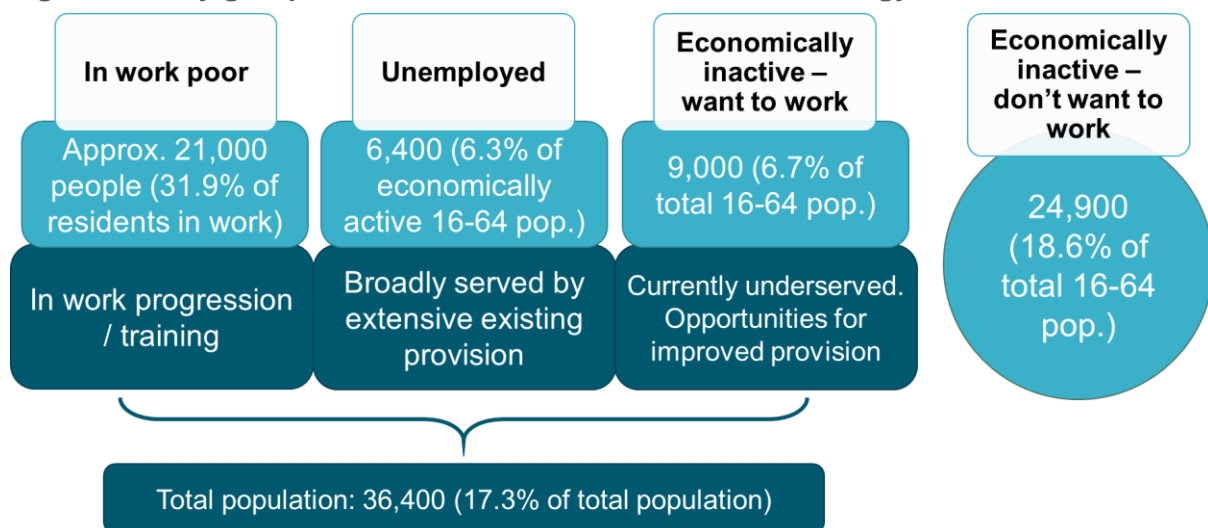 In work poor
Approx. 21,000
people (31.9% of
residents in work)
In work progression
/ training
Unemployed
6,400 (6.3% of
economically
active 16-64 pop.)
Broadly served by
extensive existing
provision
Economically
inactive –
want to work
9,000 (6.7% of
total 16-64 pop.)
Currently underserved.
Opportunities for
improved provision
Economically
inactive –
don't want to
work
24,900
(18.6% of
total 16-64
pop.)
Total population: 36,400 (17.3% of total population)